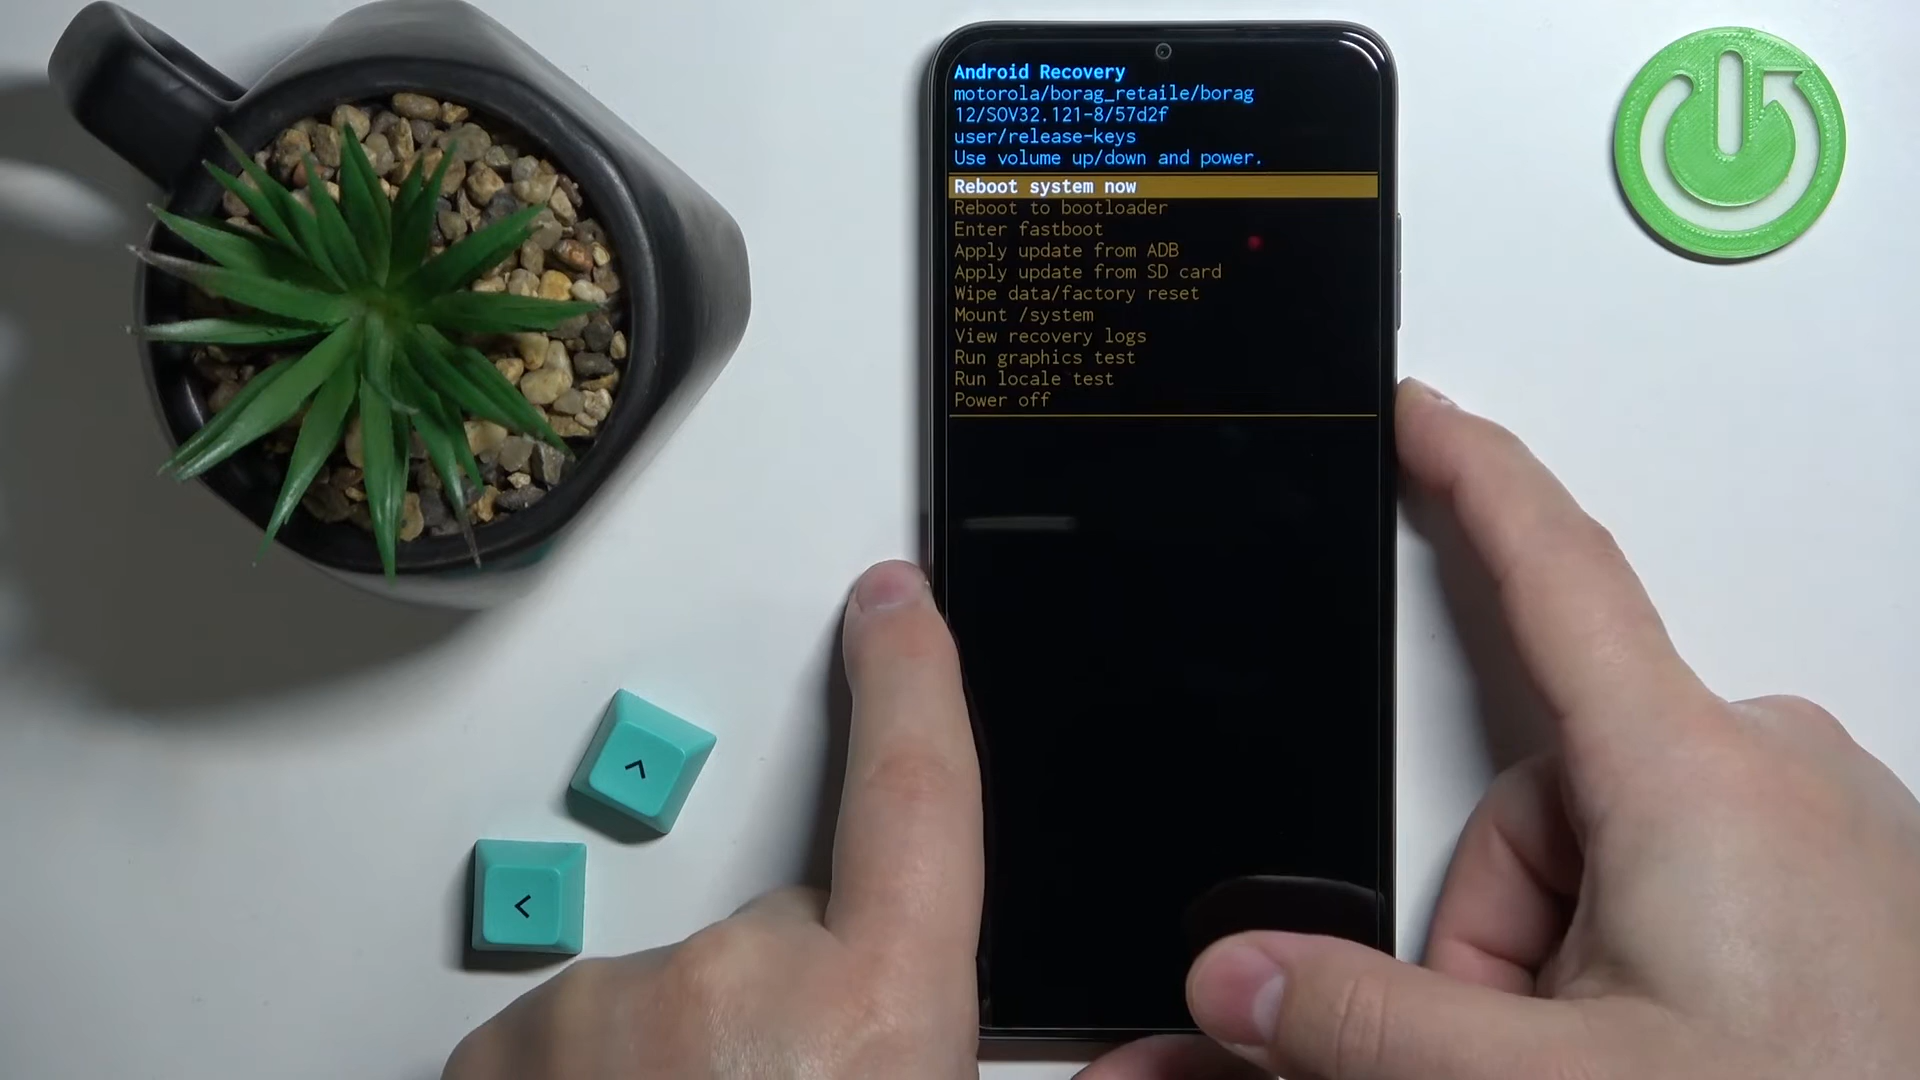 Android Recovery
motorola/borag_retaile/borag
12/SOV32.121-8/57d2f
user/release-keys
Use volume up/down and power.
Reboot system now
Reboot to bootloader
Enter fastboot
Apply update from ADB
Apply update from SD card
Wipe data/factory reset
Mount /system
View recovery logs
Run graphics test
Run locale test
Power off
^
<